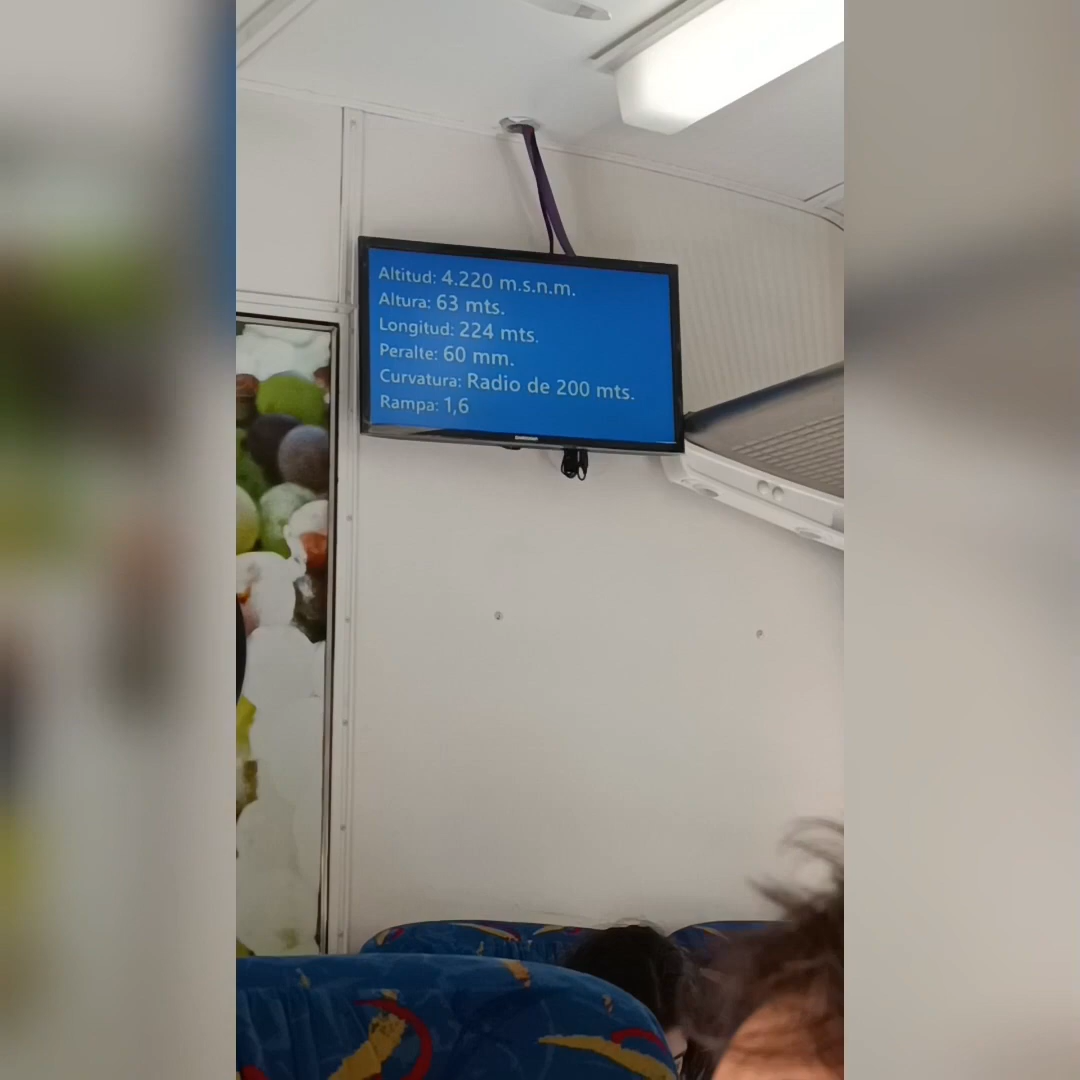 Altitud: 4.220 m.s.n.m.
Altura: 63 mts.
Longitud: 224 mts.
Peralte: 60 mm.
Curvatura: Radio de 200 mts.
Rampa: 1,6